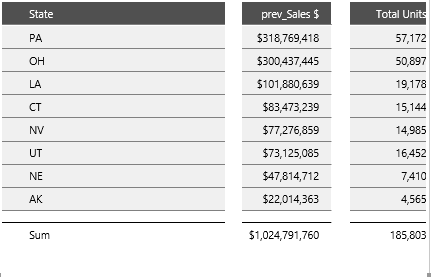 State prev_Sales $ Total Units
PA $318,769,418 57,172
OH $300,437,445 50,897
LA $101,880,639 19,178
CT $83,473,239 15,144
NV $77,276,859 14,985
UT $73,125,085 16,452
NE $47,814,712 7,410
AK $22,014,363 4,565
Sum $1,024,791,760 185,803